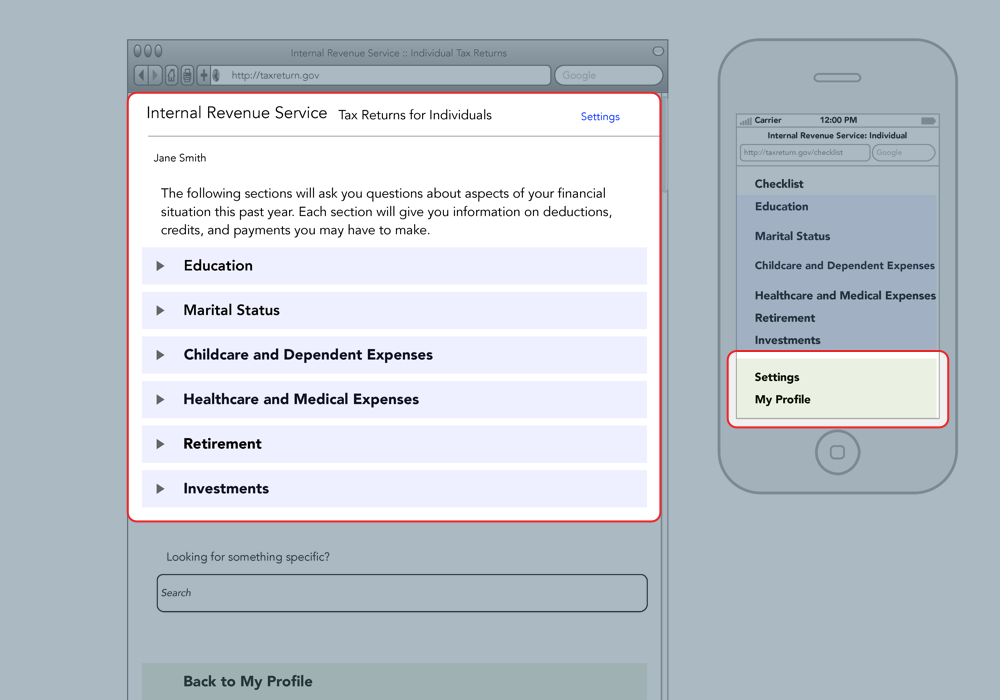 Internal Revenue Service :: Individual Tax Returns
http://taxreturn.gov
Google
Internal Revenue Service Tax Returns for Individuals Settings
Jane Smith
The following sections will ask you questions about aspects of your financial
situation this past year. Each section will give you information on deductions,
credits, and payments you may have to make.
Education
Marital Status
Childcare and Dependent Expenses
Healthcare and Medical Expenses
Retirement
Investments
Looking for something specific?
Search
Back to My Profile
Carrier 12:00 PM
Internal Revenue Service: Individual
http://taxreturn.gov/checklist Google
Checklist
Education
Marital Status
Childcare and Dependent Expenses
Healthcare and Medical Expenses
Retirement
Investments
Settings
My Profile